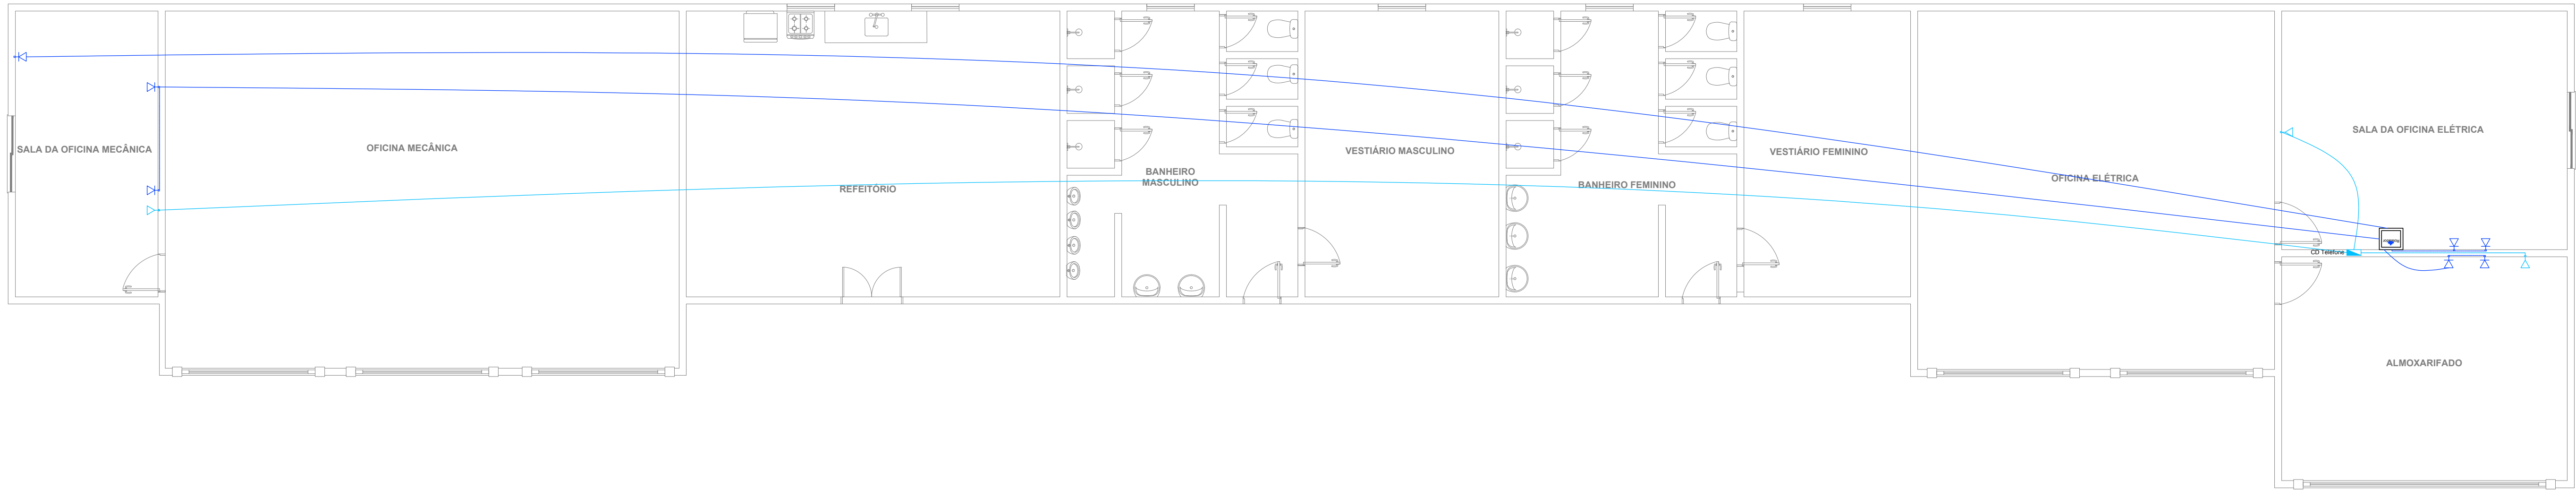 SALA DA OFICINA MECÂNICA
OFICINA MECÂNICA
REFEITÓRIO
BANHEIRO
MASCULINO
VESTIÁRIO MASCULINO
BANHEIRO FEMININO
VESTIÁRIO FEMININO
OFICINA ELÉTRICA
SALA DA OFICINA ELÉTRICA
CD Telefone
ALMOXARIFADO